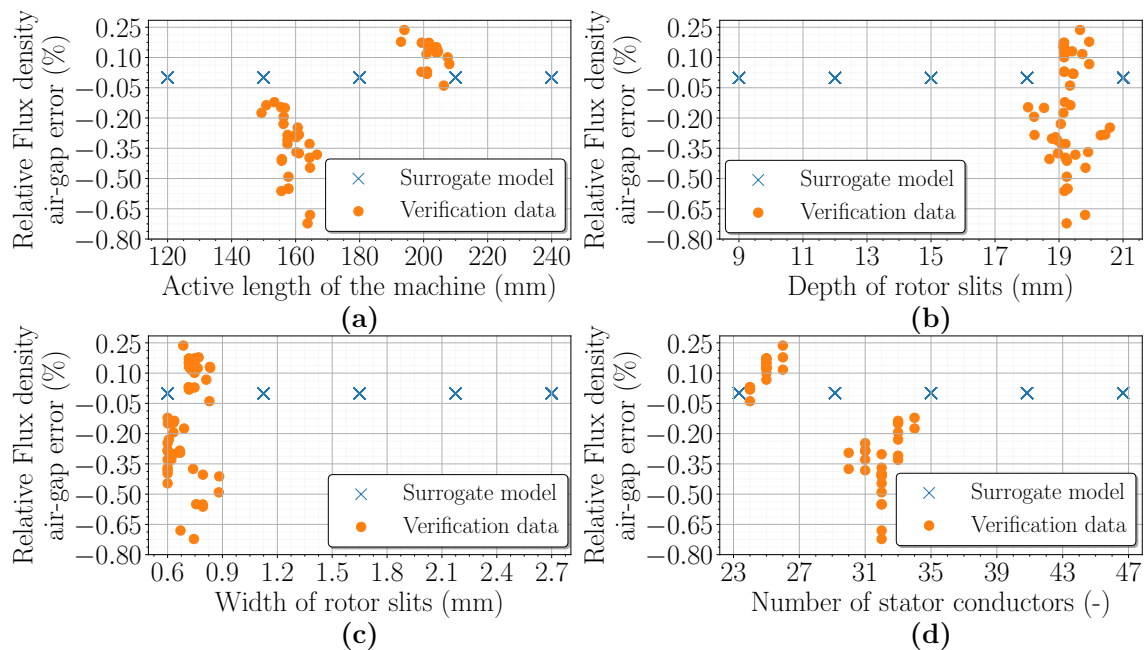 Relative Flux density
air-gap error (%)
0.25
0.10
−0.05
−0.20
−0.35
−0.50
−0.65
−0.80
Surrogate model
Verification data
120 140 160 180 200 220 240
Active length of the machine (mm)
(a)
Relative Flux density
air-gap error (%)
0.25
0.10
−0.05
−0.20
−0.35
−0.50
−0.65
−0.80
Surrogate model
Verification data
9 11 13 15 17 19 21
Depth of rotor slits (mm)
(b)
Relative Flux density
air-gap error (%)
0.25
0.10
−0.05
−0.20
−0.35
−0.50
−0.65
−0.80
Surrogate model
Verification data
0.6 0.9 1.2 1.5 1.8 2.1 2.4 2.7
Width of rotor slits (mm)
(c)
Relative Flux density
air-gap error (%)
0.25
0.10
−0.05
−0.20
−0.35
−0.50
−0.65
−0.80
Surrogate model
Verification data
23 27 31 35 39 43 47
Number of stator conductors (-)
(d)